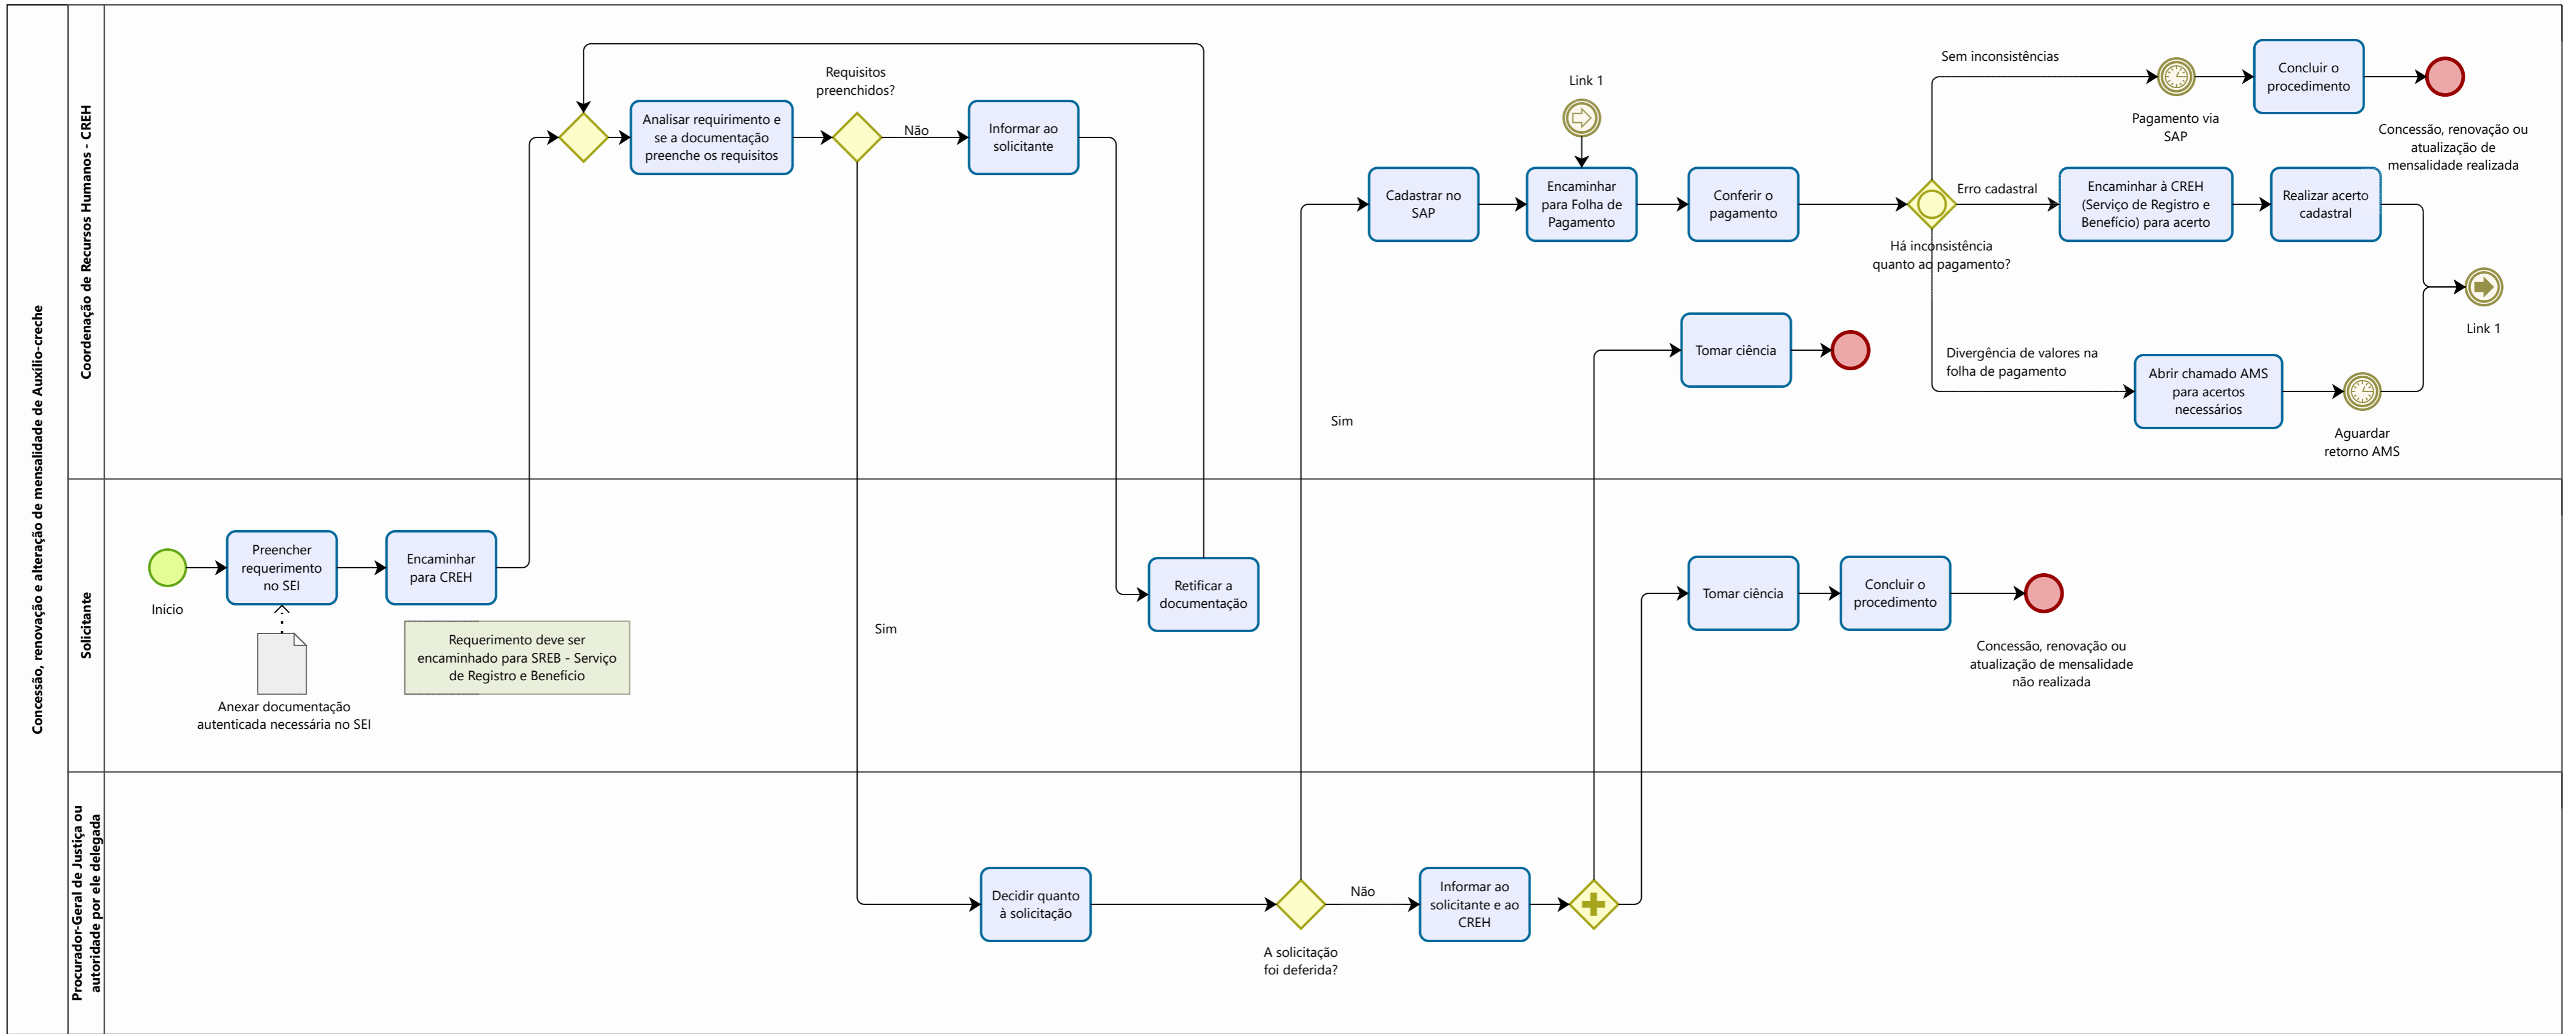 Concessão, renovação e alteração de mensalidade de Auxílio-creche
Coordenação de Recursos Humanos - CREH
Requisitos
preenchidos?
Analisar requirimento e
se a documentação
preenche os requisitos
Não
Informar ao
solicitante
Link 1
Cadastrar no
SAP
Encaminhar
para Folha de
Pagamento
Conferir o
pagamento
Há inconsistência
quanto ao pagamento?
Sem inconsistências
Pagamento via
SAP
Concluir o
procedimento
Concessão, renovação ou
atualização de
mensalidade realizada
Erro cadastral
Encaminhar à CREH
(Serviço de Registro e
Benefício) para acerto
Realizar acerto
cadastral
Link 1
Divergência de valores na
folha de pagamento
Abrir chamado AMS
para acertos
necessários
Aguardar
retorno AMS
Tomar ciência
Sim
Solicitante
Início
Preencher
requerimento
no SEI
Encaminhar
para CREH
Anexar documentação
autenticada necessária no SEI
Requerimento deve ser
encaminhado para SREB - Serviço
de Registro e Benefício
Sim
Retificar a
documentação
Tomar ciência
Concluir o
procedimento
Concessão, renovação ou
atualização de mensalidade
não realizada
Procurador-Geral de Justiça ou
autoridade por ele delegada
Decidir quanto
à solicitação
A solicitação
foi deferida?
Não
Informar ao
solicitante e ao
CREH